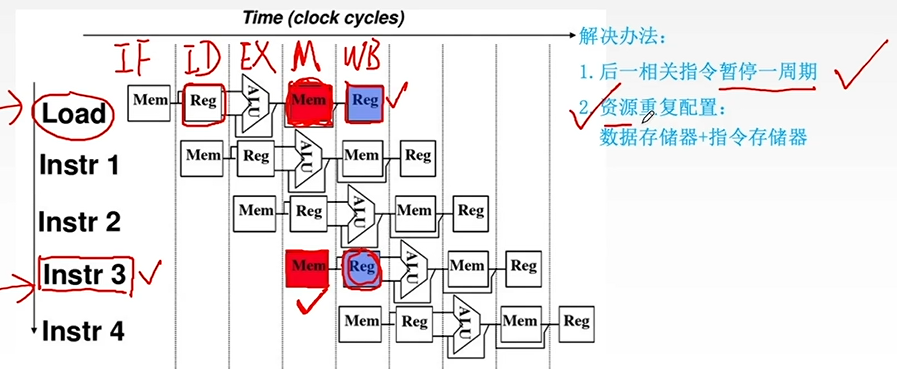 Time (clock cycles)
IF ID EX M WB
Load Mem Reg ALU Mem Reg
Instr 1 Mem Reg ALU Mem Reg
Instr 2 Mem Reg ALU Mem Reg
Instr 3 Mem Reg ALU Mem Reg
Instr 4 Mem Reg ALU Mem Reg
解决办法：
1. 后一相关指令暂停一周期
2. 资源重复配置：
数据存储器+指令存储器